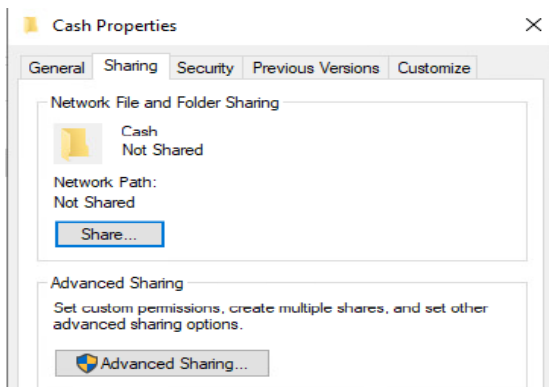 Cash Properties
General Sharing Security Previous Versions Customize
Network File and Folder Sharing
Cash
Not Shared
Network Path:
Not Shared
Share...
Advanced Sharing
Set custom permissions, create multiple shares, and set other
advanced sharing options.
Advanced Sharing...